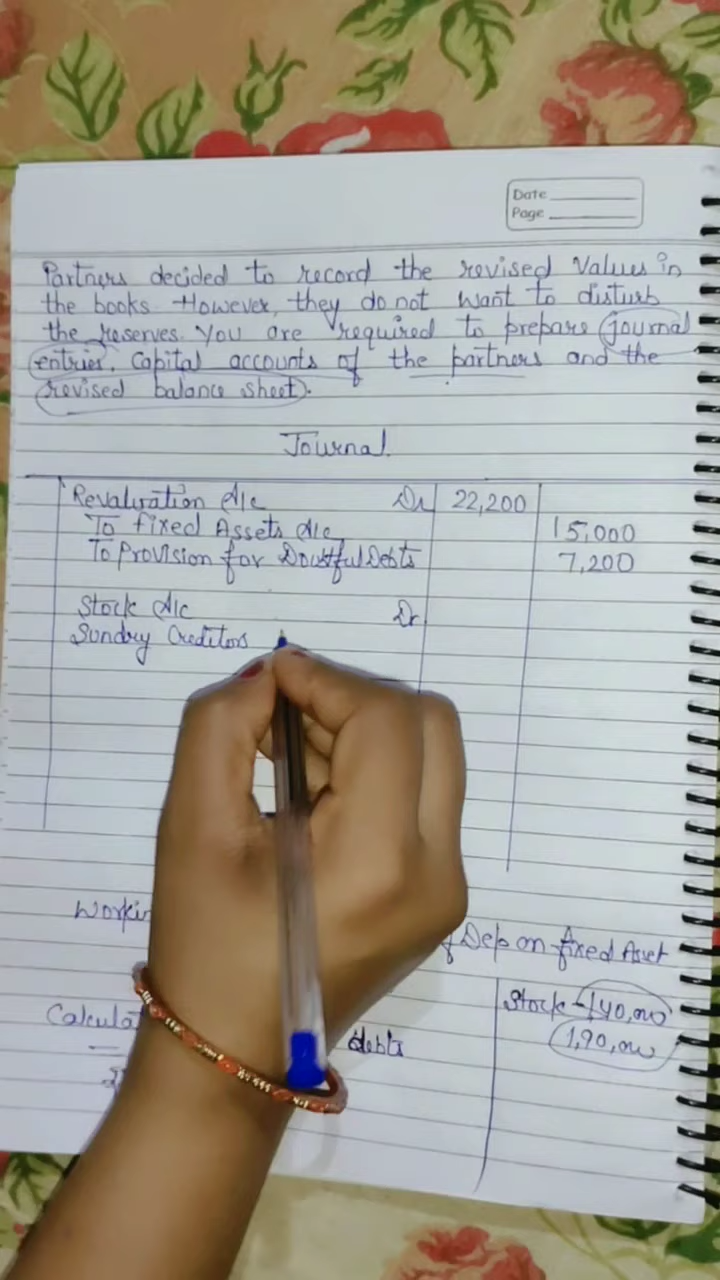 Date
Page
Partners decided to record the revised values in
the books. However, they do not want to disturb
the reserves. You are required to prepare journal
entries, Capital accounts of the partners and the
revised balance sheet.
Journal
Revaluation A/c Dr 22,200
To fixed Assets A/c 15,000
To Provision for Doubtful Debts 7,200
Stock A/c Dr
Sundry Creditors
Dep on fixed Asset
Stock - 140,000
debts 1,90,000